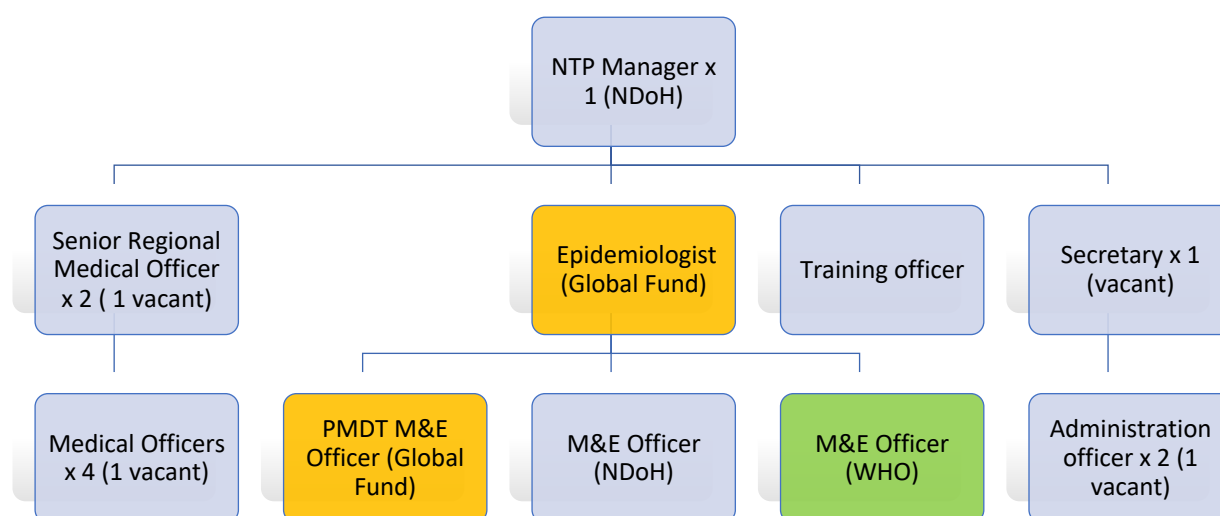 NTP Manager x
1 (NDoH)
Senior Regional
Medical Officer
x 2 ( 1 vacant)
Epidemiologist
(Global Fund)
Training officer
Secretary x 1
(vacant)
Medical Officers
x 4 (1 vacant)
PMDT M&E
Officer (Global
Fund)
M&E Officer
(NDoH)
M&E Officer
(WHO)
Administration
officer x 2 (1
vacant)